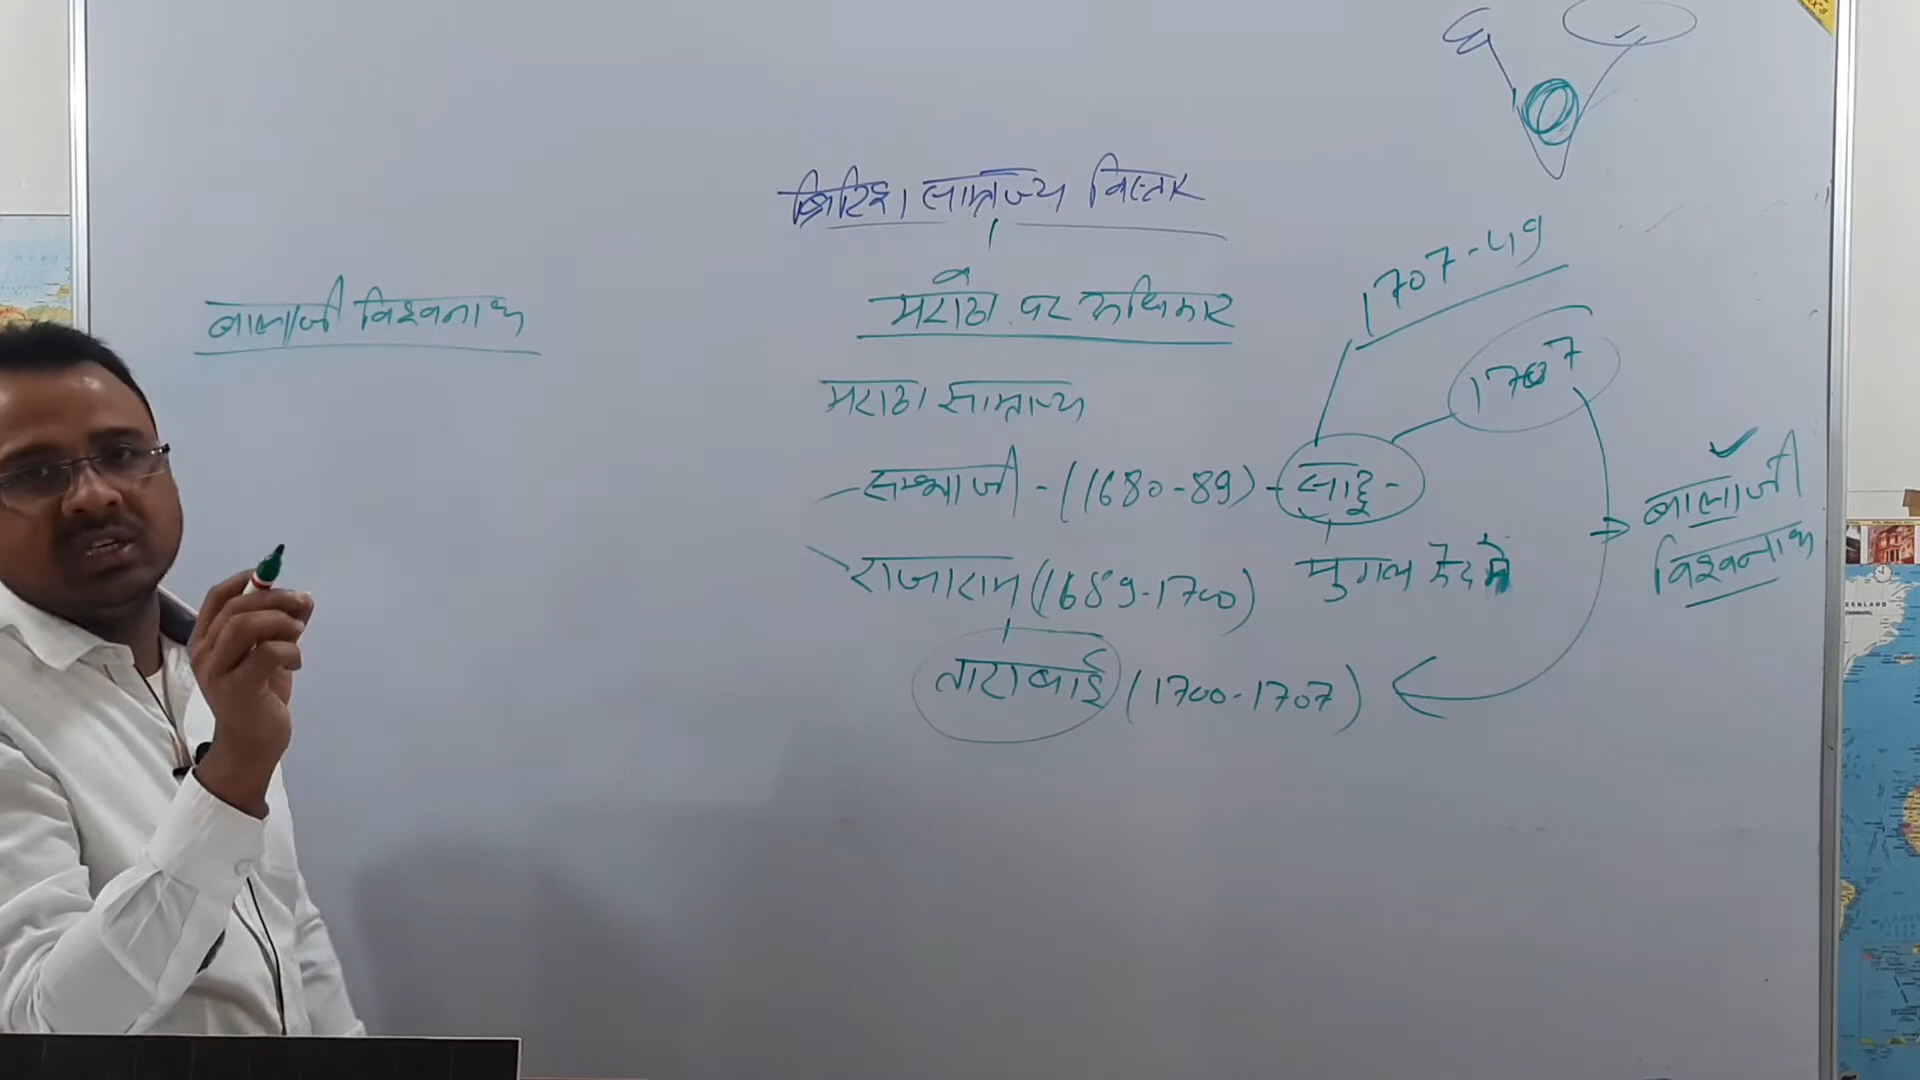 ब्रिटिश साम्राज्य विस्तार
मराठा पर अधिकार
बालाजी विश्वनाथ
मराठा साम्राज्य
1707-49
1707
सम्भाजी - (1680-89) - साहू -
राजाराम (1689-1700)
मुगल कैद में
ताराबाई (1700-1707)
बालाजी
विश्वनाथ